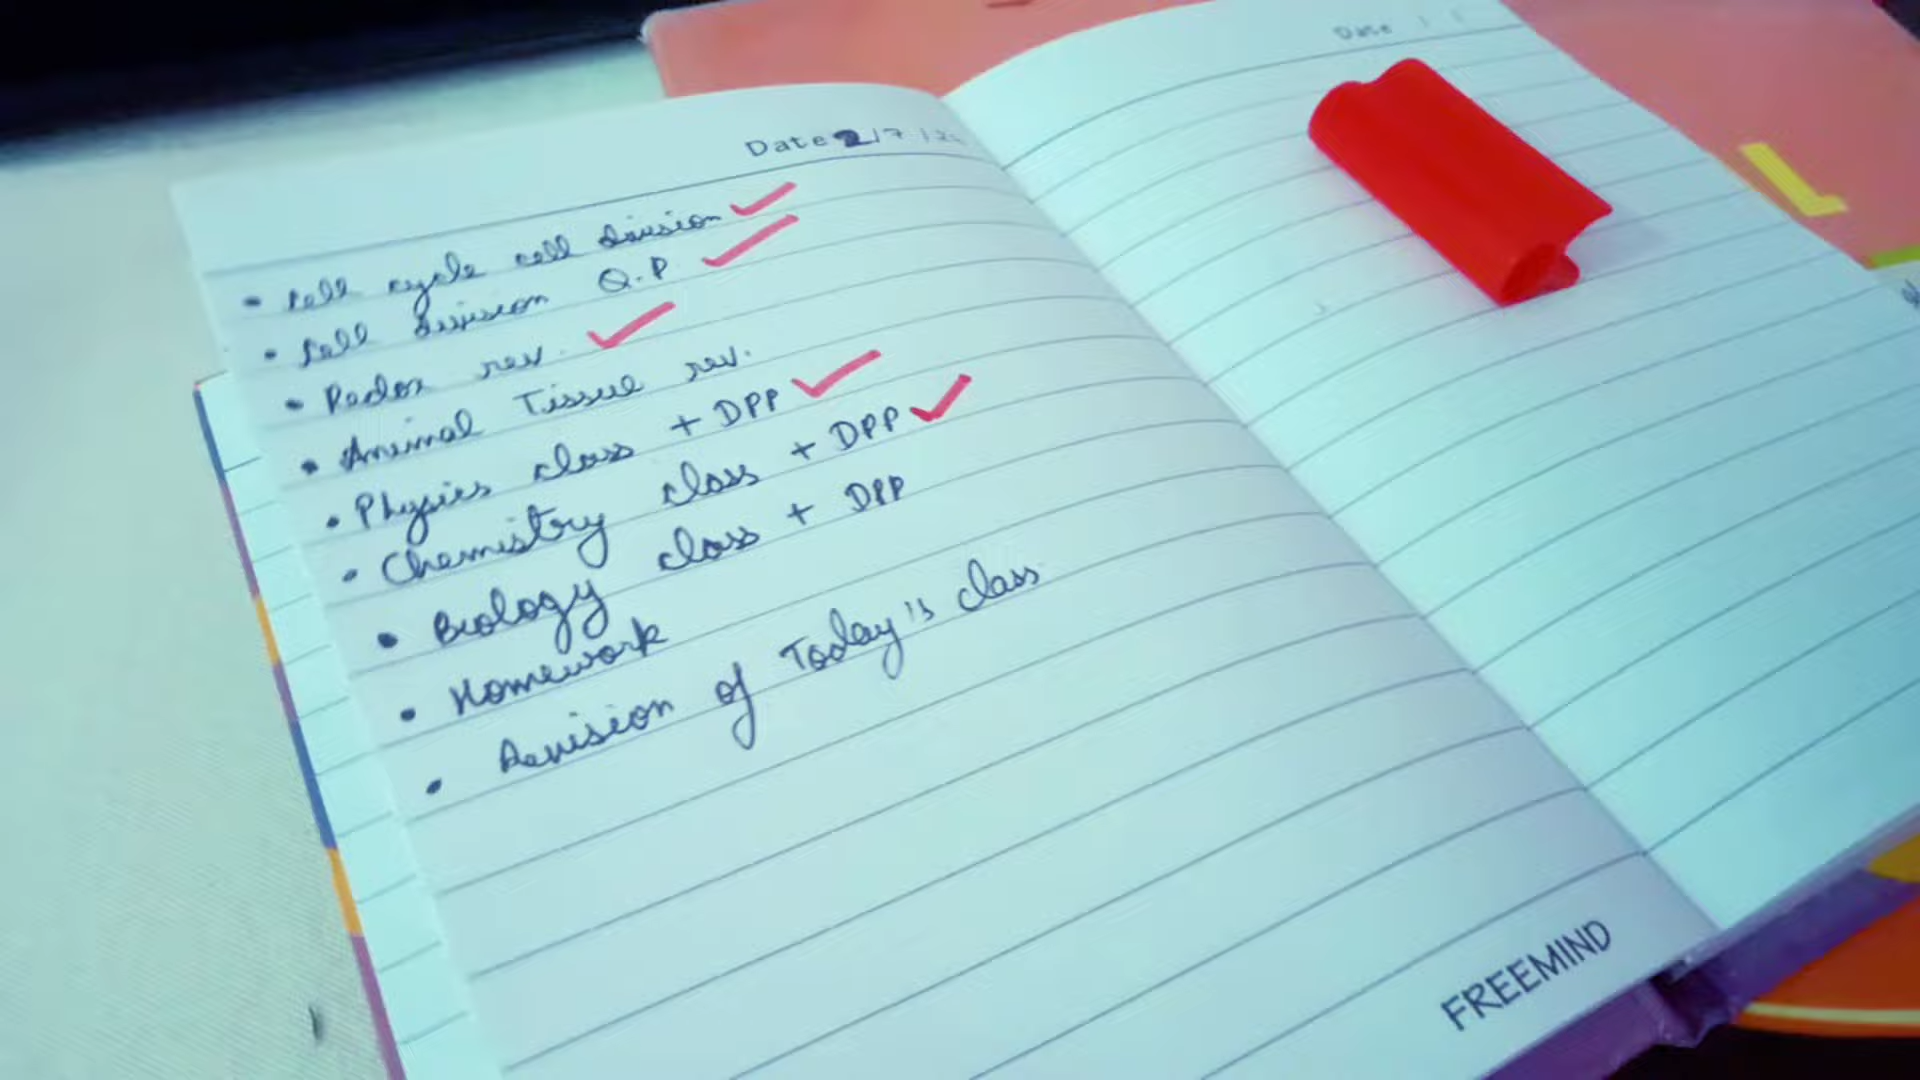 Date 2/7/2
• Cell cycle cell division ✓
• Cell division Q.P ✓
• Redox rev. ✓
• Animal Tissue rev.
• Physics class + DPP ✓
• Chemistry class + DPP ✓
• Biology class + DPP
• Homework
• Revision of Today's class
Date
FREEMIND